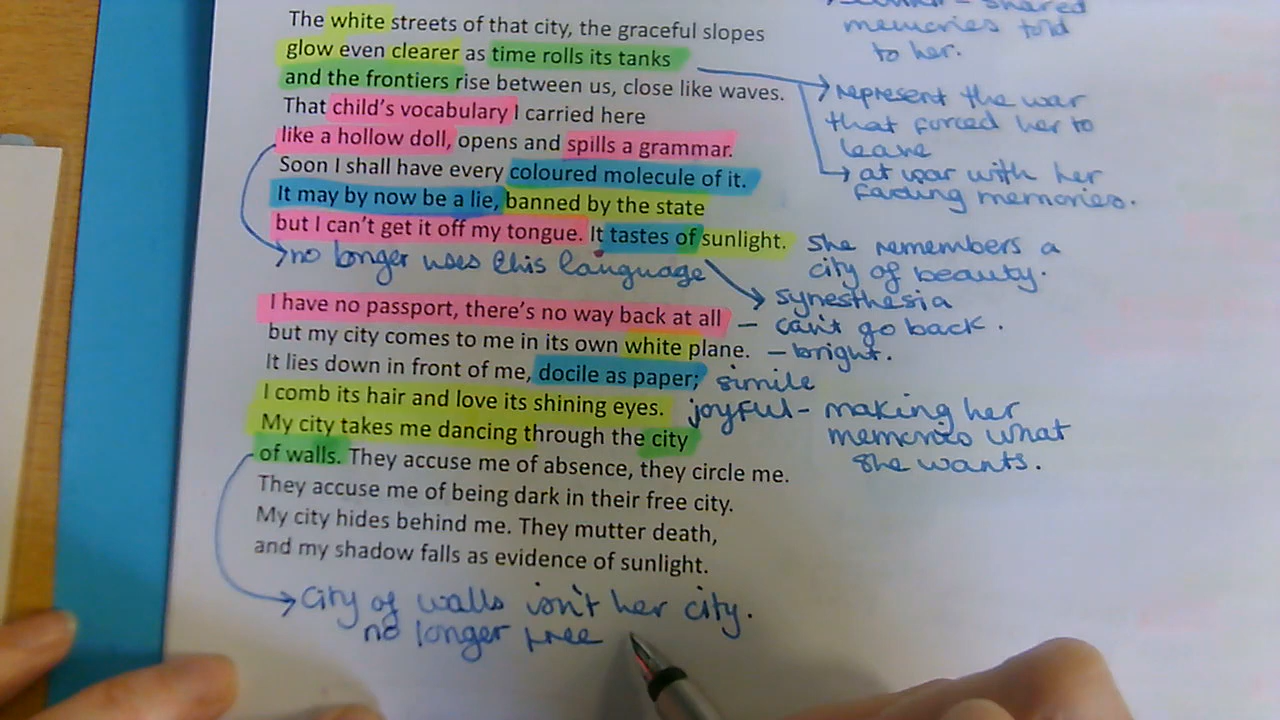 The white streets of that city, the graceful slopes
glow even clearer as time rolls its tanks
and the frontiers rise between us, close like waves.
That child's vocabulary I carried here
like a hollow doll, opens and spills a grammar.
Soon I shall have every coloured molecule of it.
It may by now be a lie, banned by the state
but I can't get it off my tongue. It tastes of sunlight.
I have no passport, there's no way back at all
but my city comes to me in its own white plane.
It lies down in front of me, docile as paper;
I comb its hair and love its shining eyes.
My city takes me dancing through the city
of walls. They accuse me of absence, they circle me.
They accuse me of being dark in their free city.
My city hides behind me. They mutter death,
and my shadow falls as evidence of sunlight.
shared
memories told
to her.
represent the war
that forced her to
leave
at war with her
memories.
no longer uses this language
she remembers a
city of beauty.
synesthesia
– can't go back.
– bright.
simile
joyful – making her
what
she wants.
city of walls isn't her city.
no longer free